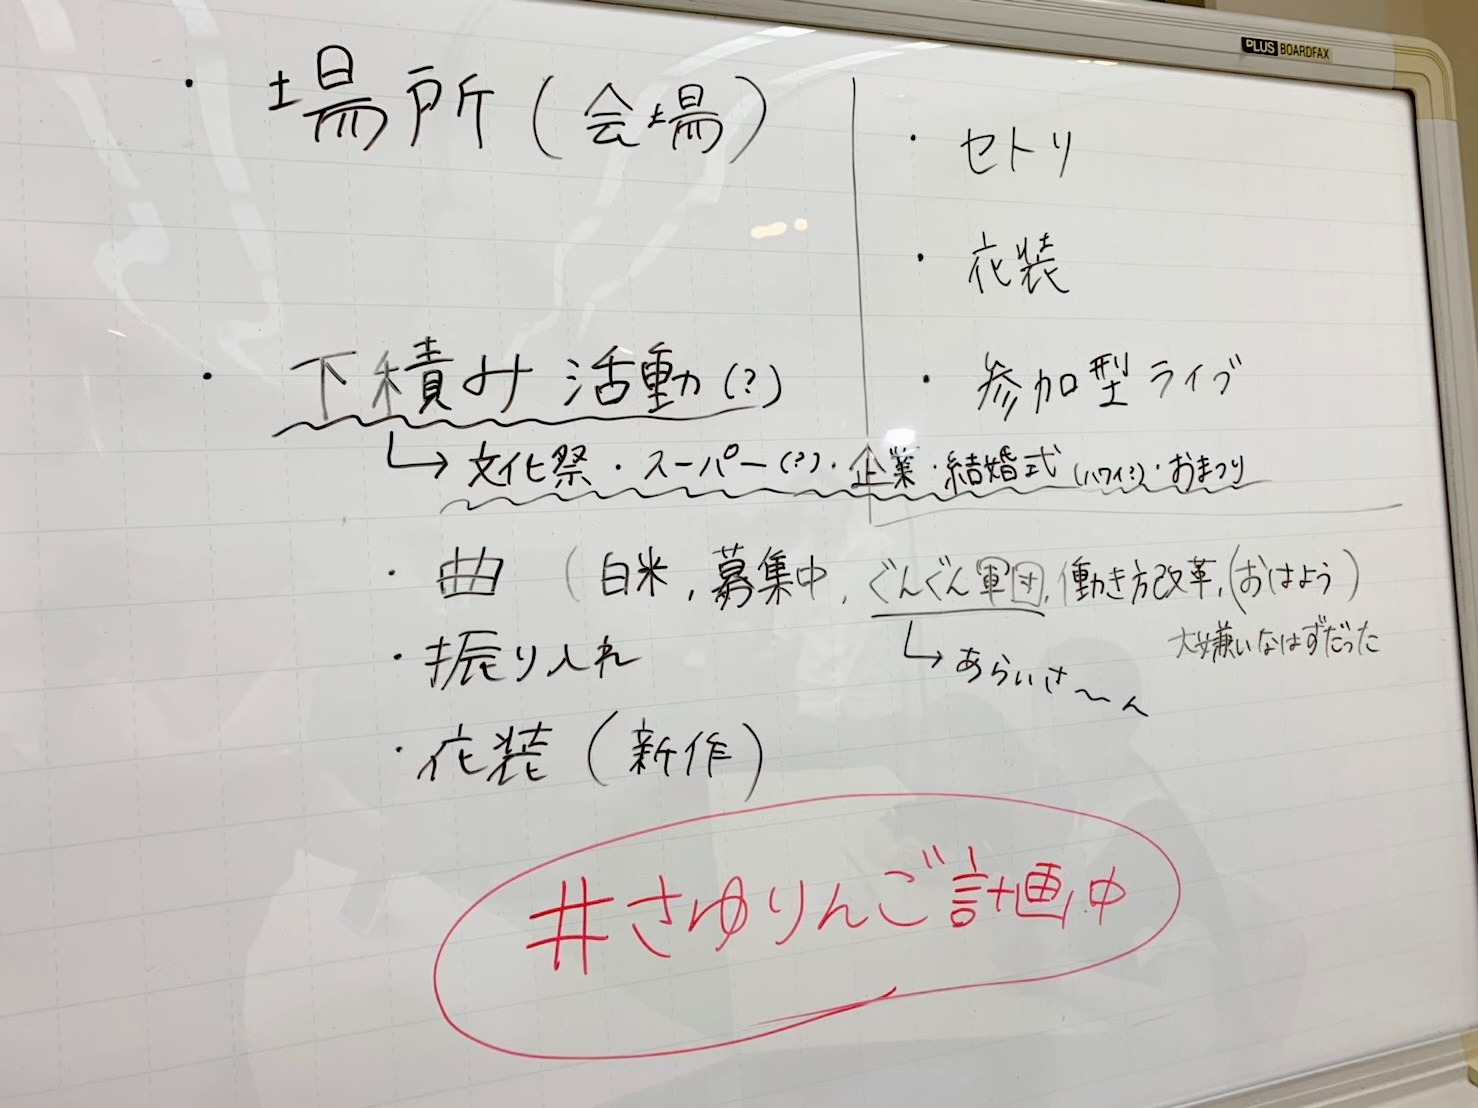 PLUS BOARDFAX
・場所(会場)
・セトリ
・衣装
・参加型ライブ
・下積み活動(?)
↳文化祭・スーパー(?)・企業・結婚式(ハワイ?)・おまつり
・曲(白米, 募集中, ぐんぐん軍団, 働き方改革, (おはよう)
大嫌いなはずだった
↳あらいさ〜ん
・振り入れ
・衣装(新作)
#さゆりんご計画中